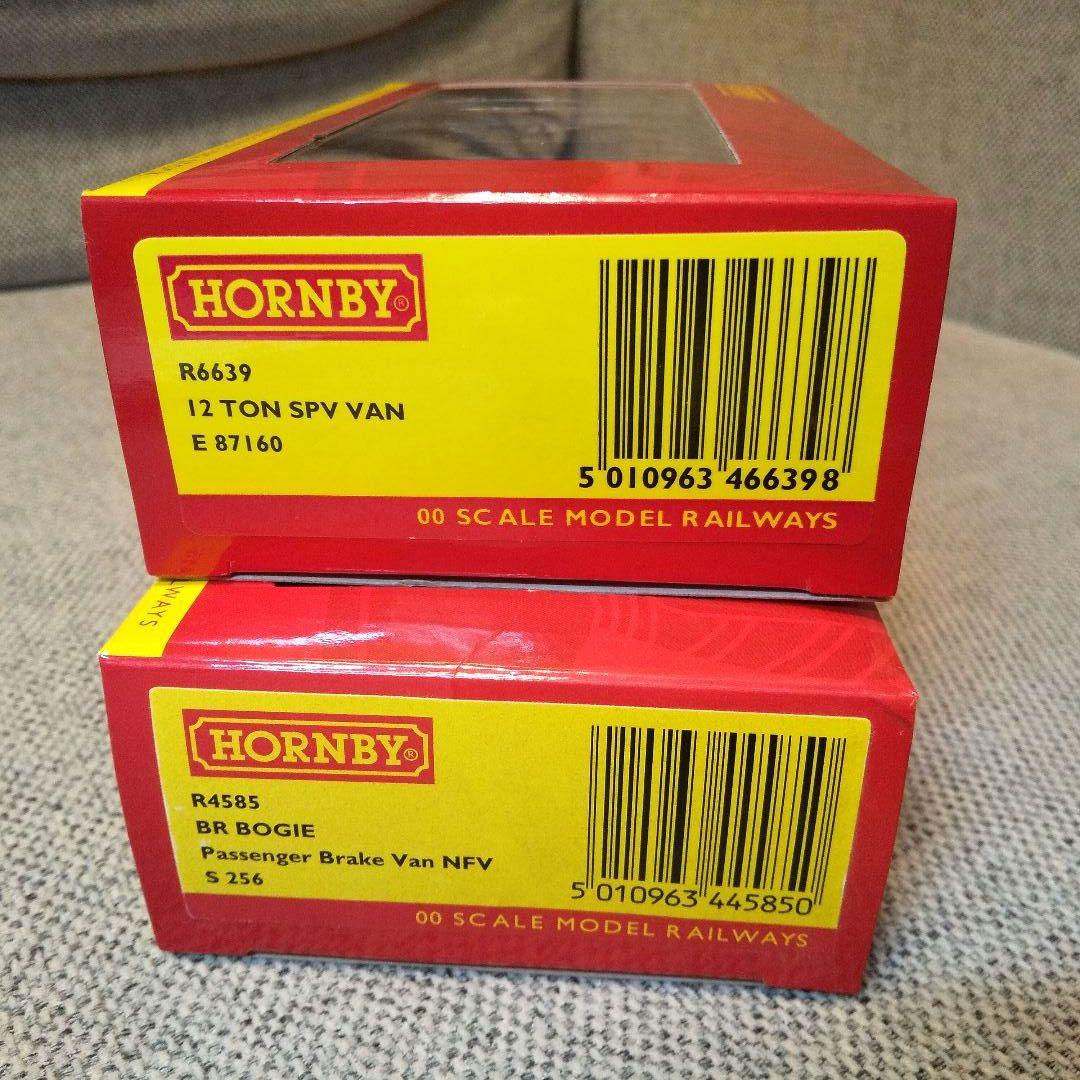 HORNBY®
R6639
12 TON SPV VAN
E 87160
5 010963 466398
00 SCALE MODEL RAILWAYS
HORNBY®
R4585
BR BOGIE
Passenger Brake Van NFV
S 256
5 010963 445850
00 SCALE MODEL RAILWAYS